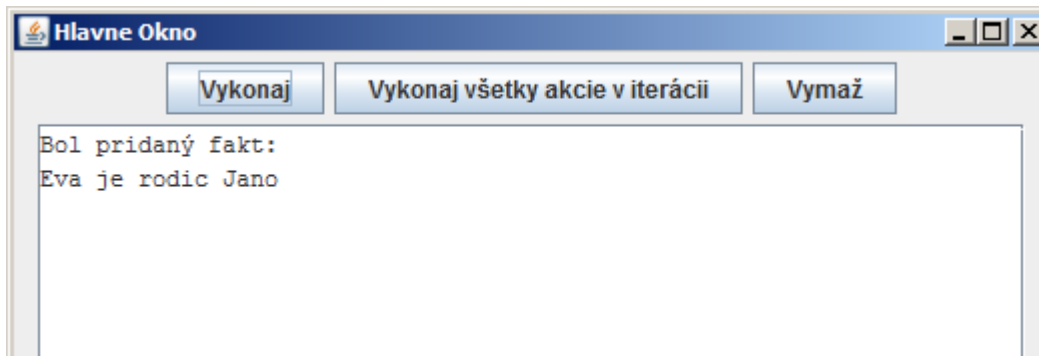 Hlavne Okno
Vykonaj Vykonaj všetky akcie v iterácii Vymaž
Bol pridaný fakt:
Eva je rodic Jano